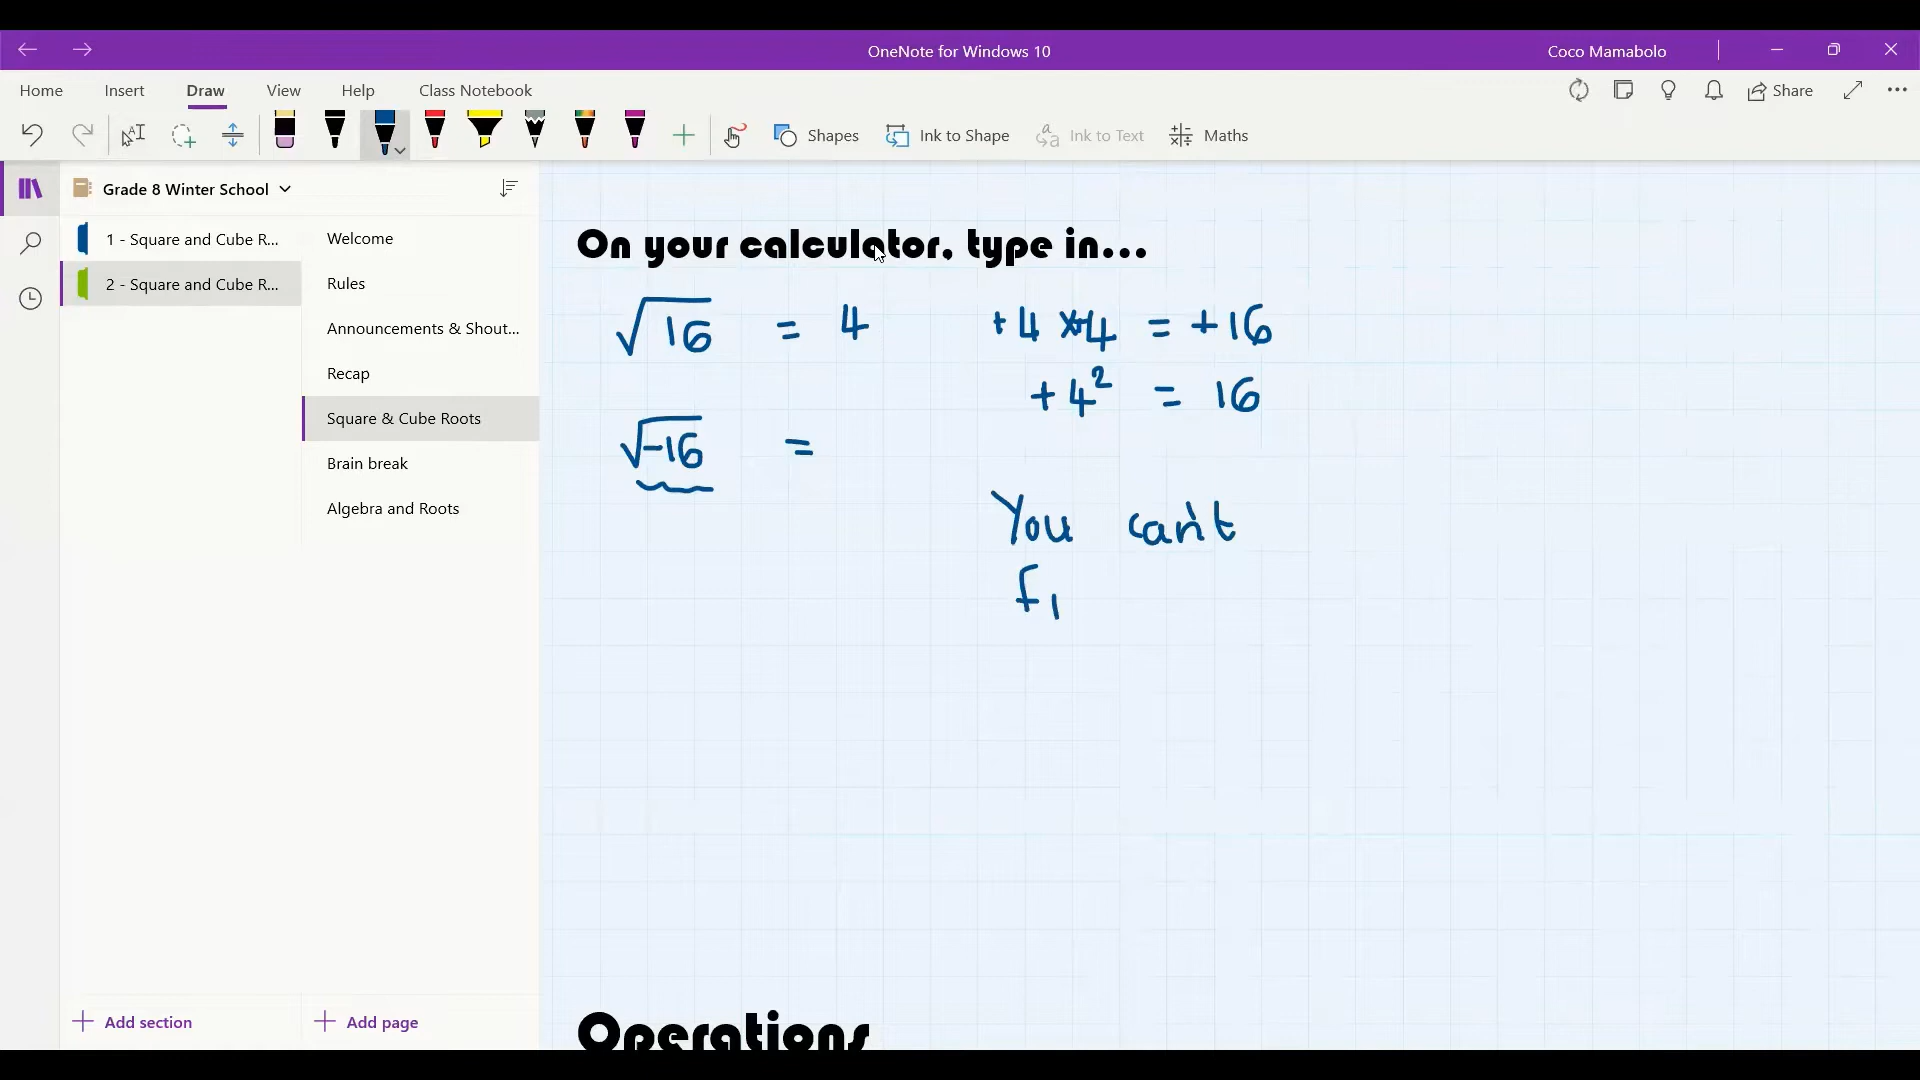 OneNote for Windows 10
Coco Mamabolo
Home Insert Draw View Help Class Notebook
Share
Shapes Ink to Shape Ink to Text Maths
Grade 8 Winter School
1 - Square and Cube R...
2 - Square and Cube R...
Welcome
Rules
Announcements & Shout...
Recap
Square & Cube Roots
Brain break
Algebra and Roots
Add section
Add page
On your calculator, type in...
√16 = 4
+4 × +4 = +16
+4² = 16
√-16 =
You can't
fi
Operations